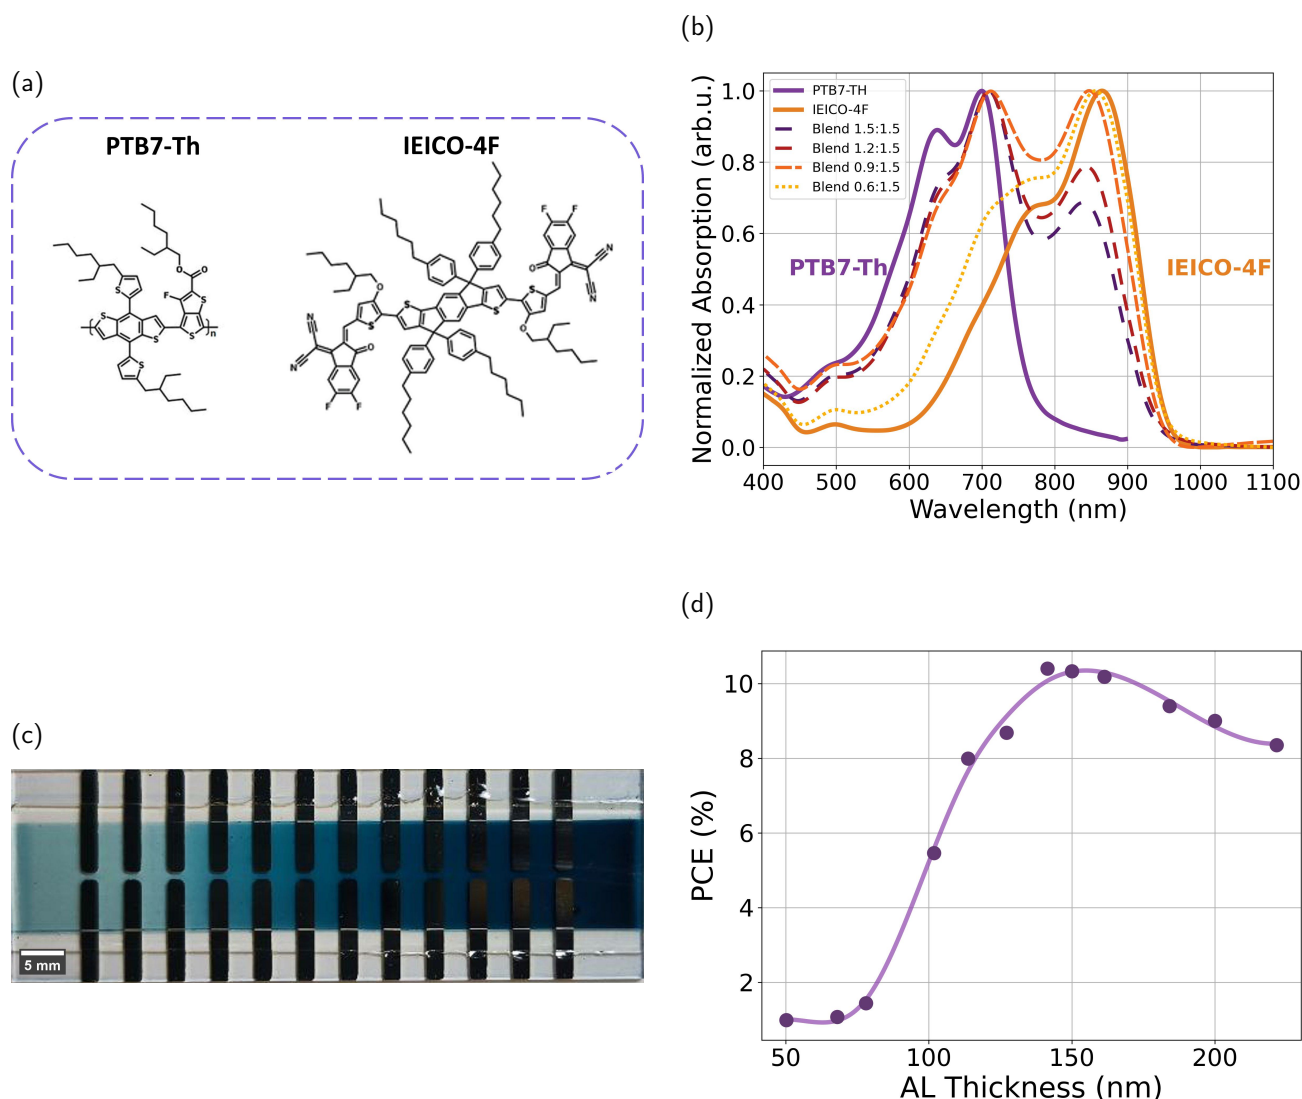 (a)
PTB7-Th
IEICO-4F
F
F
N
N
O
S
S
O
S
S
O
O
N
N
F
F
S
F
O
O
S
S
S
S
S
n
(b)
Normalized Absorption (arb.u.)
1.0
0.8
0.6
0.4
0.2
0.0
PTB7-TH
IEICO-4F
Blend 1.5:1.5
Blend 1.2:1.5
Blend 0.9:1.5
Blend 0.6:1.5
PTB7-Th
IEICO-4F
400 500 600 700 800 900 1000 1100
Wavelength (nm)
(c)
5 mm
(d)
PCE (%)
10
8
6
4
2
50 100 150 200
AL Thickness (nm)